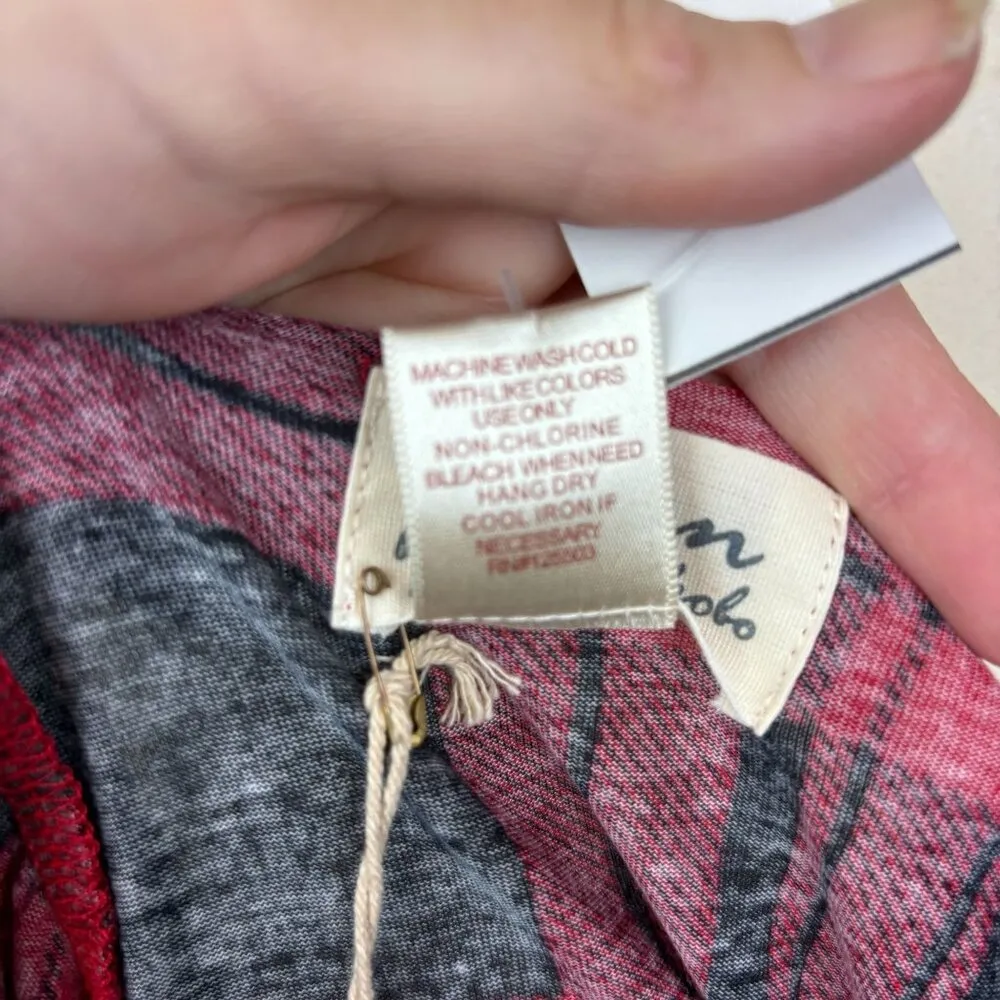 MACHINE WASH COLD
WITH LIKE COLORS
USE ONLY
NON-CHLORINE
BLEACH WHEN NEED
HANG DRY
COOL IRON IF
NECESSARY
RN#125503